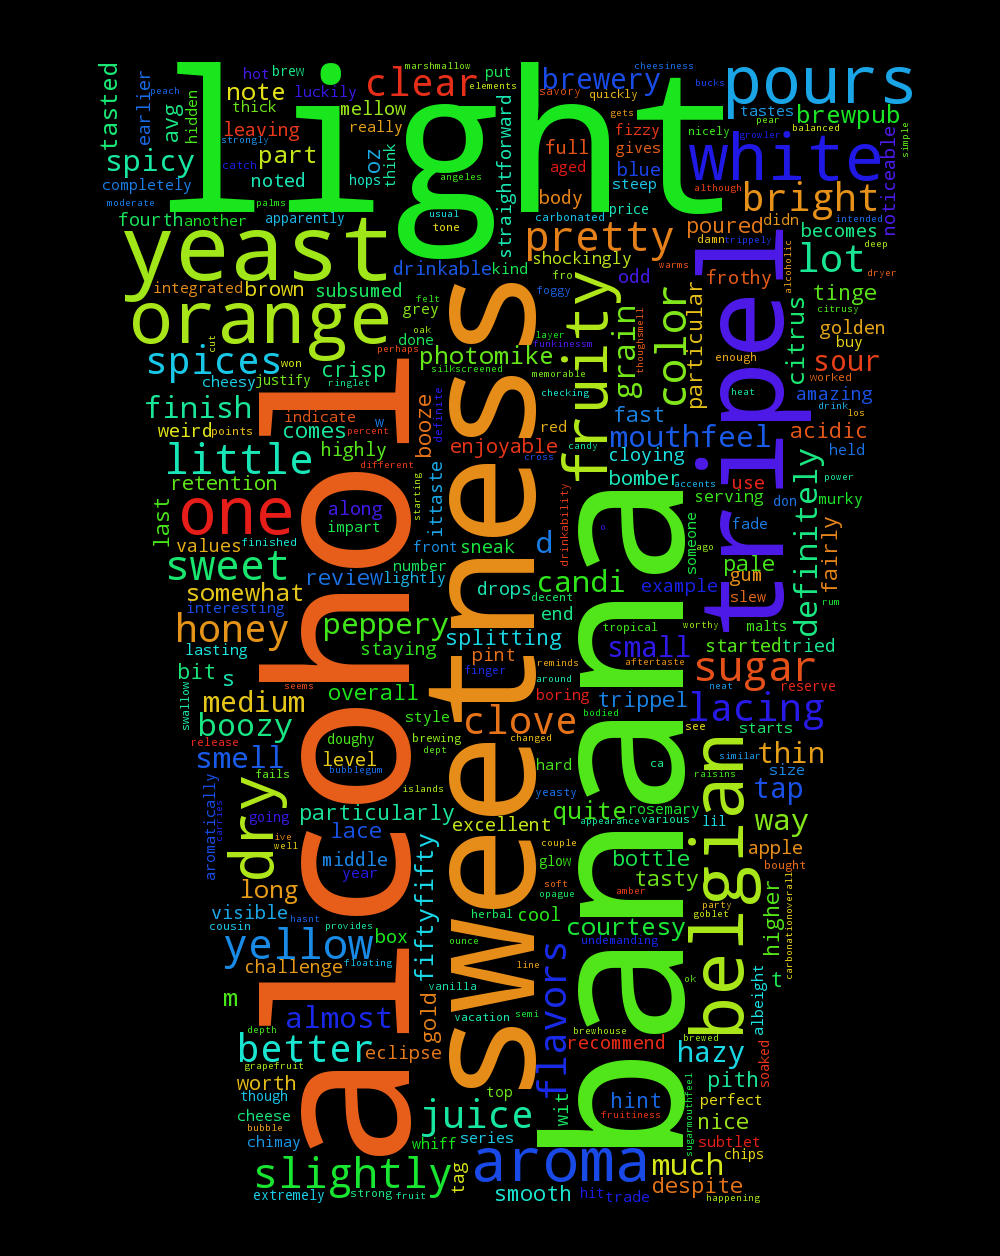 light
marshmallow
cheesiness
hot
brew
clear
elements
put
brewery
bucks
pours
tasted
peach
earlier
note
luckily
savory
quickly
avg
hidden
thick
mellow
gets
tastes
pear
brewpub
leaving
strongly
really
straightforward
full
fizzy
gives
nicely
growler
balanced
simple
spicy
catch
part
oz
think
aged
blue
white
completely
noted
hops
angeles
steep
although
noticeable
moderate
palms
body
price
bright
fourth
another
apparently
usual
tone
carbonated
pretty
poured
didn
intended
becomes
yeast
shockingly
damn
trippely
deep
drinkable
kind
fro
odd
warms
frothy
alcoholic
lot
dryer
integrated
brown
subsumed
felt
grey
foggy
fruity
tripel
tinge
orange
oak
done
layer
grain
color
particular
citrus
citrusy
golden
cut
perhaps
funkinessm
thoughtsmell
buy
spices
won
photomike
enough
sour
ringlet
crisp
silkscreened
memorable
worked
cheesy
justify
checking
heat
amazing
finish
indicate
w
booze
definite
red
fast
drink
los
weird
points
comes
percent
enjoyable
candy
mouthfeel
acidic
little
highly
different
cross
cloying
held
retention
ittaste
bomber
accents
use
definitely
power
last
one
alcohol
along
starting
sweetness
drinkability
banana
serving
don
murky
impart
values
finished
front
sneak
d
o
someone
ago
fade
fairly
sweet
number
pale
review
lightly
drops
decent
candi
example
gum
somewhat
slew
rum
interesting
end
honey
peppery
tropical
worthy
malts
lasting
staying
splitting
small
started
tried
bit
s
pint
reminds
finger
aftertaste
sugar
swallow
seems
around
neat
reserve
medium
overall
boring
trippel
lacing
style
clove
bodied
see
starts
boozy
release
doughy
brewing
changed
dept
smell
level
bubblegum
hard
ca
similar
thin
fails
islands
yeasty
raisins
size
aromatically
carries
dry
going
particularly
quite
rosemary
belgian
tap
ive
well
lace
excellent
appearance
various
lil
way
middle
fiftyfifty
couple
glow
bottle
apple
year
bought
long
soft
opaque
amber
tasty
visible
hasnt
herbal
cool
party
goblet
higher
carbonationoverall
cousin
provides
courtesy
yellow
box
ounce
undemanding
challenge
floating
line
flavors
t
m
vanilla
ok
albeight
almost
gold
vacation
semi
depth
brewhouse
brewed
better
eclipse
recommend
hazy
grapefruit
soaked
worth
top
pith
though
hint
sugarmouthfeel
perfect
cheese
juice
wit
fruitiness
nice
bubble
chimay
whiff
series
subtlet
chips
slightly
tag
aroma
much
extremely
strong
fruit
smooth
hit
trade
despite
happening